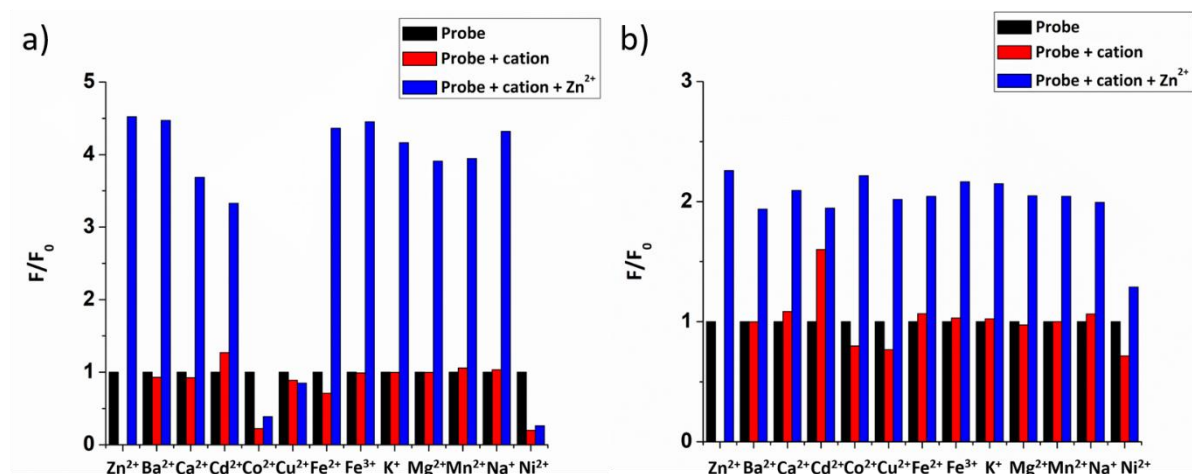 a)
Probe
Probe + cation
Probe + cation + Zn²⁺
5
4
3
2
1
0
F/F₀
Zn²⁺ Ba²⁺ Ca²⁺ Cd²⁺ Co²⁺ Cu²⁺ Fe²⁺ Fe³⁺ K⁺ Mg²⁺ Mn²⁺ Na⁺ Ni²⁺
b)
Probe
Probe + cation
Probe + cation + Zn²⁺
3
2
1
0
F/F₀
Zn²⁺ Ba²⁺ Ca²⁺ Cd²⁺ Co²⁺ Cu²⁺ Fe²⁺ Fe³⁺ K⁺ Mg²⁺ Mn²⁺ Na⁺ Ni²⁺